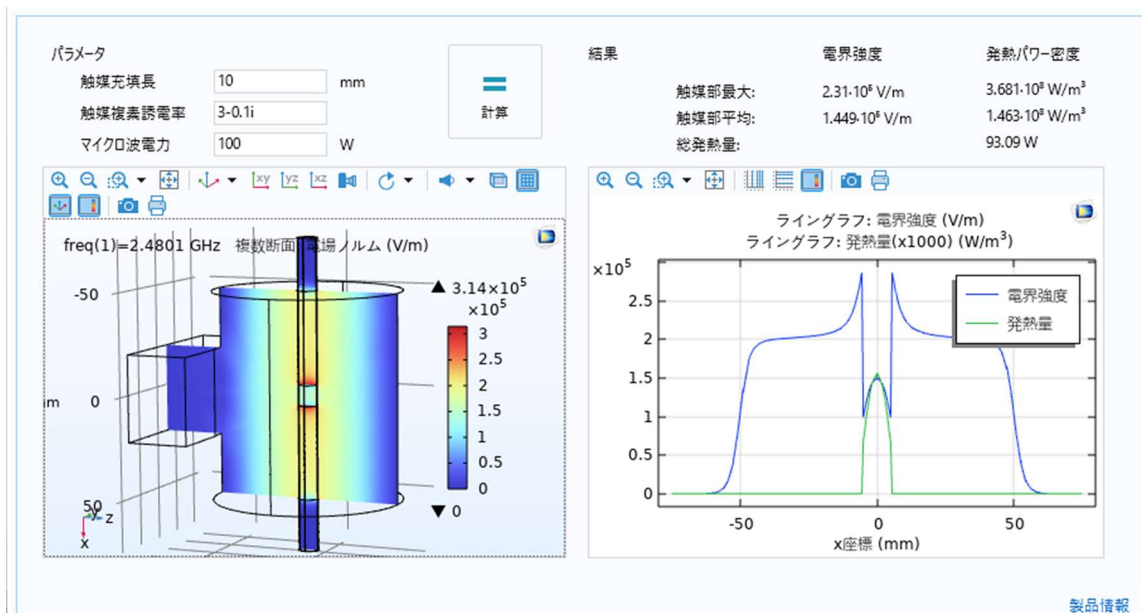 パラメータ
触媒充填長 10 mm
触媒複素誘電率 3-0.1i
マイクロ波電力 100 W
計算
結果 電界強度 発熱パワー密度
触媒部最大: 2.31·10⁵ V/m 3.681·10⁸ W/m³
触媒部平均: 1.449·10⁵ V/m 1.463·10⁸ W/m³
総発熱量: 93.09 W
xy yz xz
freq(1)=2.4801 GHz 複数断面: 電場ノルム (V/m)
-50
0
50
m
y z
x
▲ 3.14×10⁵
×10⁵
3
2.5
2
1.5
1
0.5
0
▼ 0
ライングラフ: 電界強度 (V/m)
ライングラフ: 発熱量(x1000) (W/m³)
×10⁵
電界強度
発熱量
2.5
2
1.5
1
0.5
0
-50 0 50
x座標 (mm)
製品情報